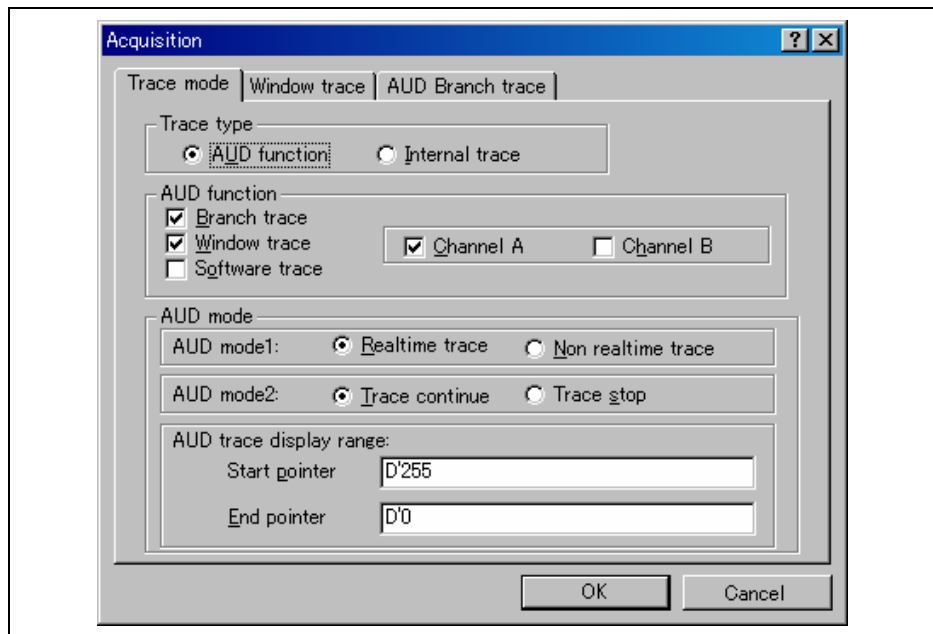 Acquisition
Trace mode Window trace AUD Branch trace
Trace type
AUD function Internal trace
AUD function
Branch trace
Window trace Channel A Channel B
Software trace
AUD mode
AUD mode1: Realtime trace Non realtime trace
AUD mode2: Trace continue Trace stop
AUD trace display range:
Start pointer D'255
End pointer D'0
OK Cancel